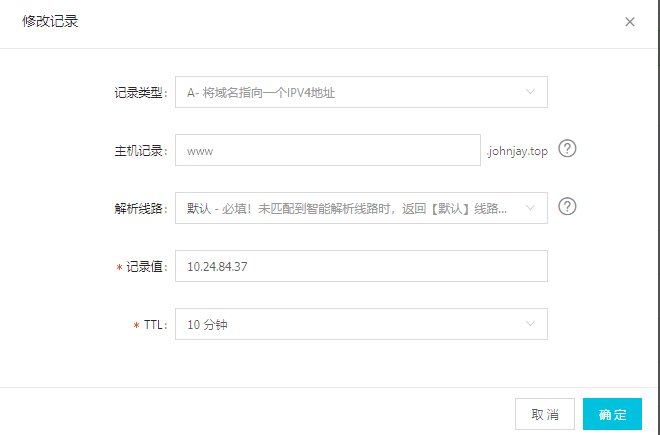 修改记录
记录类型: A- 将域名指向一个IPV4地址
主机记录: www .johnjay.top
解析线路: 默认 - 必填！未匹配到智能解析线路时，返回【默认】线路...
* 记录值: 10.24.84.37
* TTL: 10 分钟
取消 确定